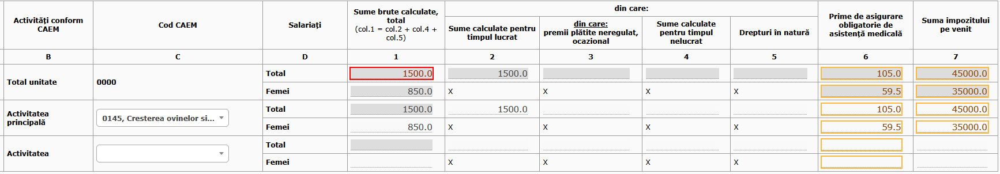 Activități conform CAEM
Cod CAEM
Salariați
Sume brute calculate, total
(col.1 = col.2 + col.4 + col.5)
din care:
Sume calculate pentru timpul lucrat
din care:
premii plătite neregulat, ocazional
Sume calculate pentru timpul nelucrat
Drepturi în natură
Prime de asigurare obligatorie de asistență medicală
Suma impozitului pe venit
B C D 1 2 3 4 5 6 7
Total unitate 0000 Total 1500.0 1500.0 105.0 45000.0
Femei 850.0 X X X X 59.5 35000.0
Activitatea principală 0145, Cresterea ovinelor si... Total 1500.0 1500.0 105.0 45000.0
Femei 850.0 X X X X 59.5 35000.0
Activitatea Total
Femei X X X X